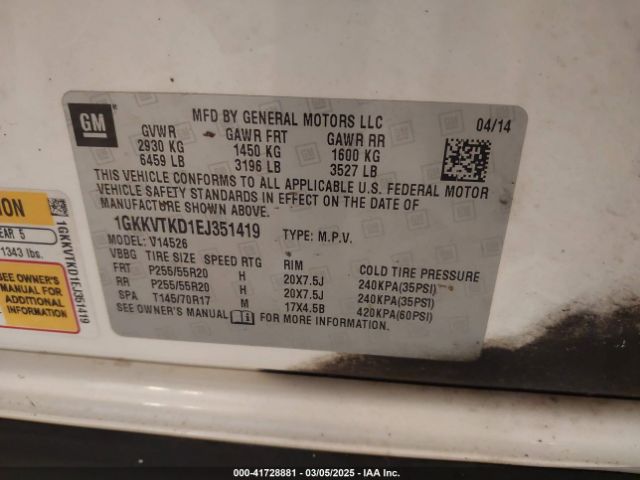 GM
MFD BY GENERAL MOTORS LLC
04/14
GVWR GAWR FRT GAWR RR
2930 KG 1450 KG 1600 KG
6459 LB 3196 LB 3527 LB
THIS VEHICLE CONFORMS TO ALL APPLICABLE U.S. FEDERAL MOTOR
VEHICLE SAFETY STANDARDS IN EFFECT ON THE DATE OF
MANUFACTURE SHOWN ABOVE.
1GKKVTKD1EJ351419 TYPE: M.P.V.
MODEL: V14526
VBBG TIRE SIZE SPEED RTG RIM COLD TIRE PRESSURE
FRT P255/55R20 H 20X7.5J 240KPA(35PSI)
RR P255/55R20 H 20X7.5J 240KPA(35PSI)
SPA T145/70R17 M 17X4.5B 420KPA(60PSI)
SEE OWNER'S MANUAL FOR MORE INFORMATION.
EAR 5
1343 lbs.
SEE OWNER'S
MANUAL FOR
ADDITIONAL
INFORMATION
1GKKVTKD1EJ351419
000-41728881 - 03/05/2025 - IAA Inc.